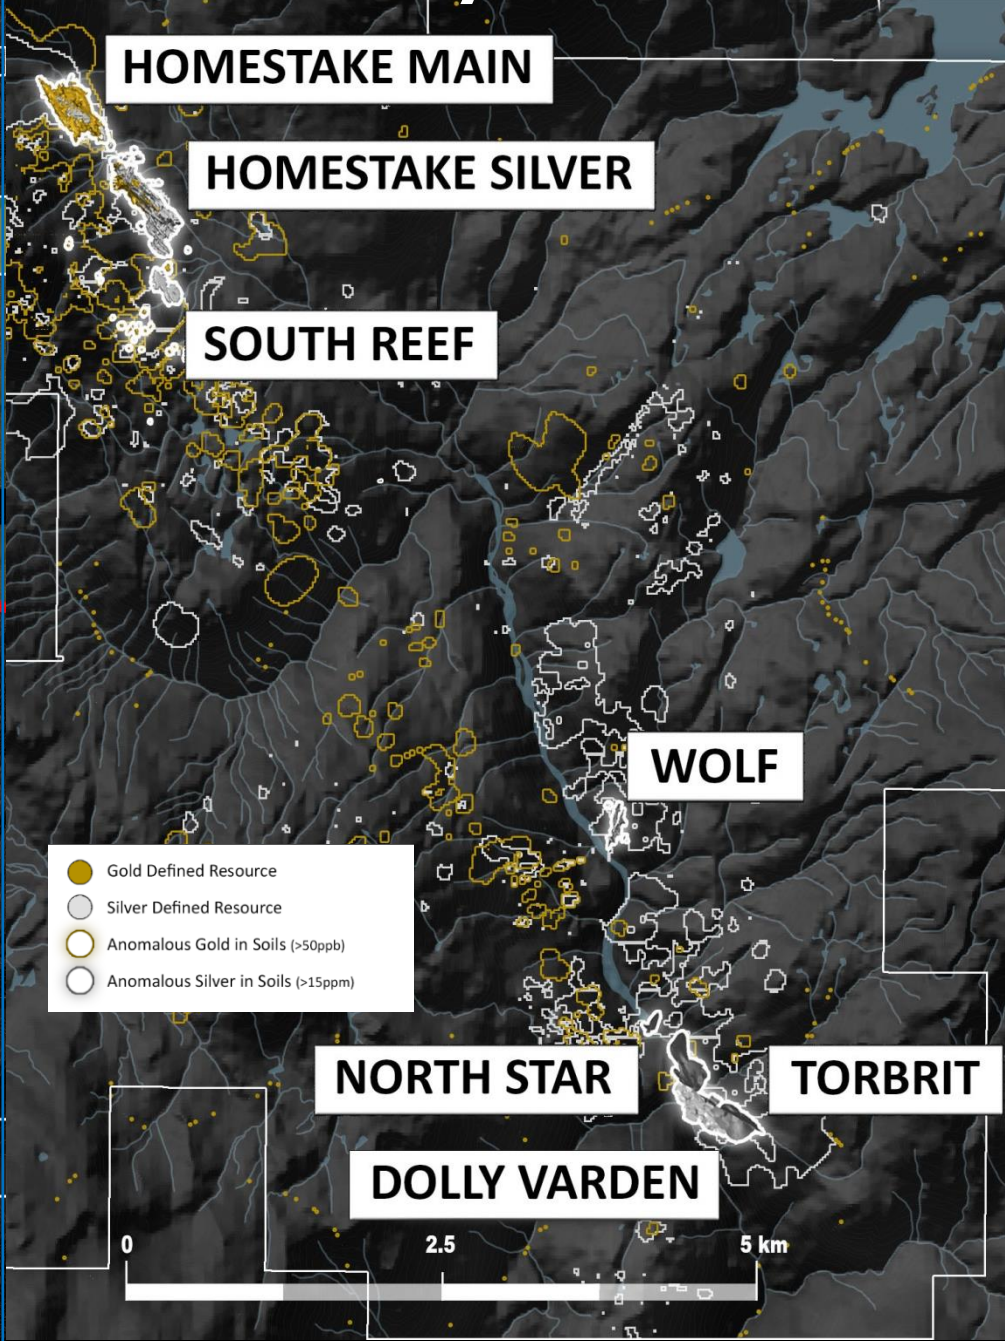 HOMESTAKE MAIN
HOMESTAKE SILVER
SOUTH REEF
WOLF
Gold Defined Resource
Silver Defined Resource
Anomalous Gold in Soils (>50ppb)
Anomalous Silver in Soils (>15ppm)
NORTH STAR
TORBRIT
DOLLY VARDEN
0 2.5 5 km